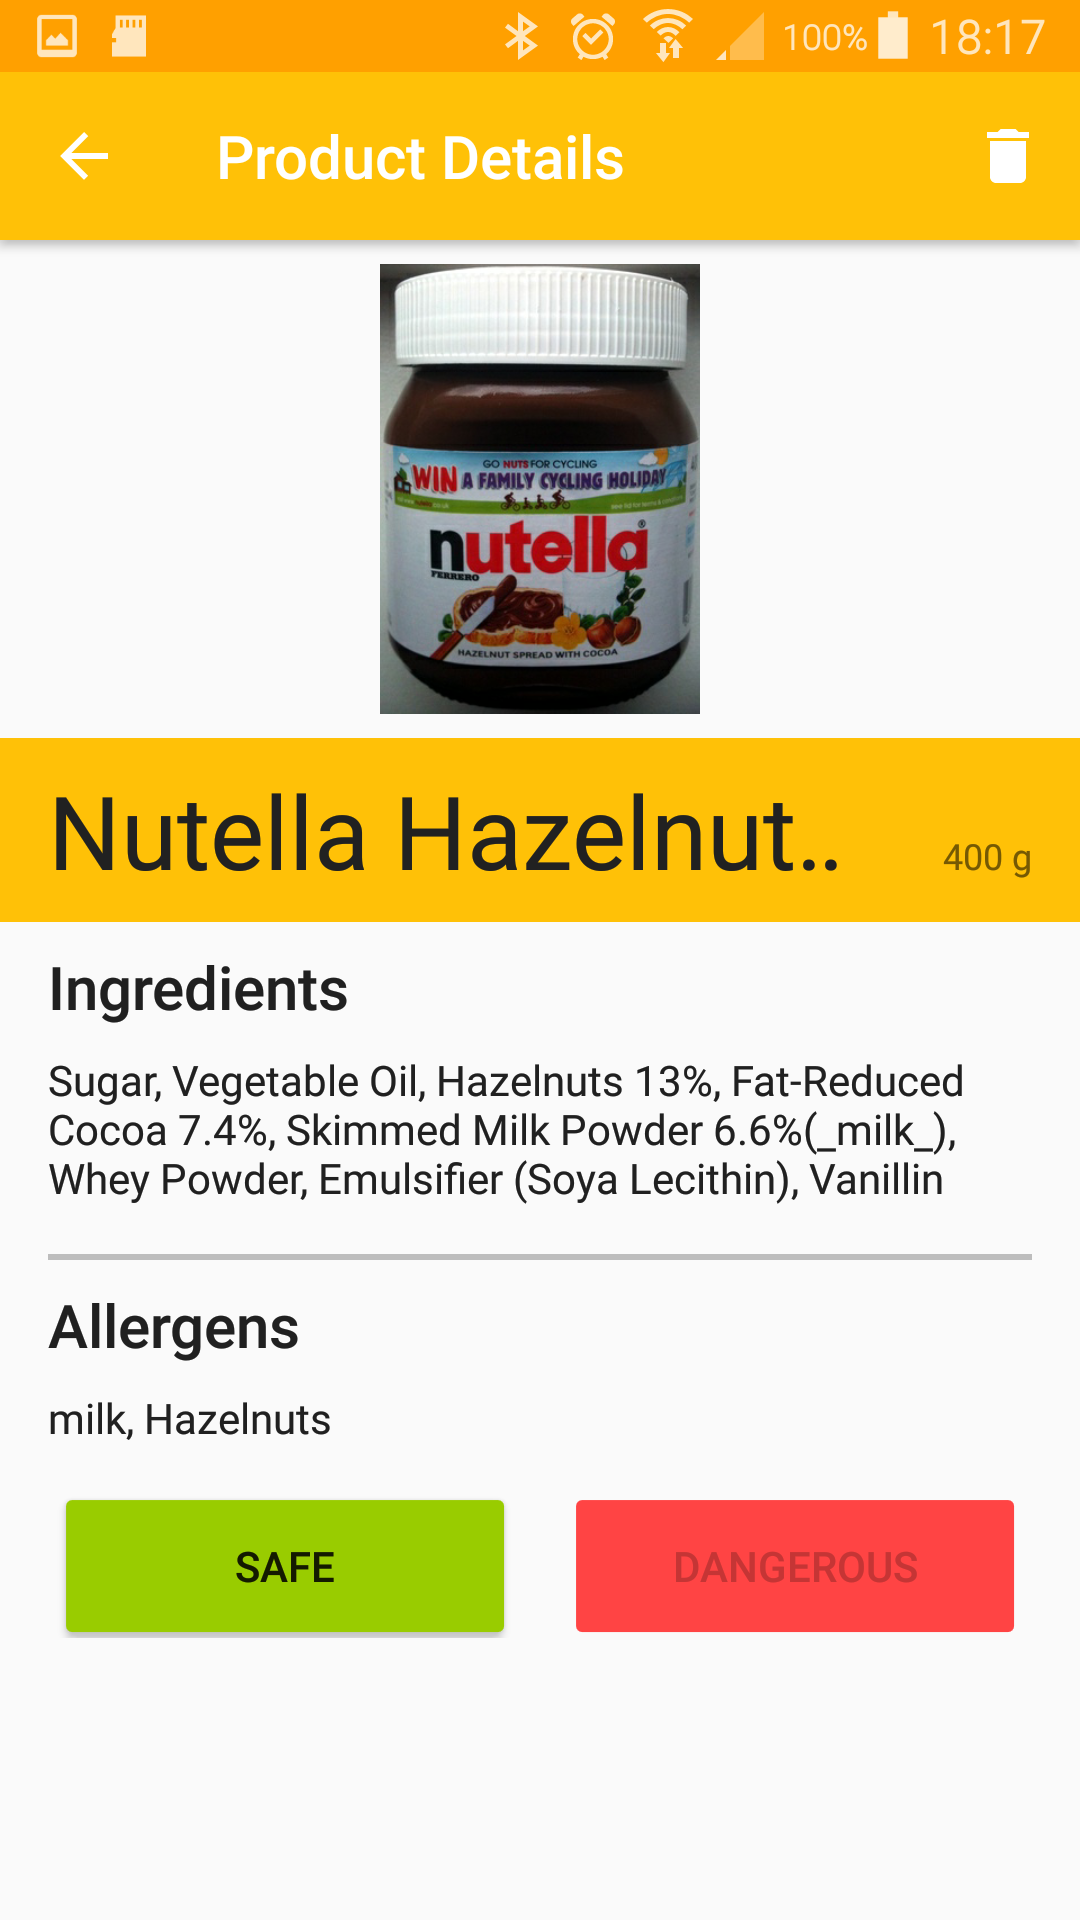 100% 18:17
Product Details
GO NUTS FOR CYCLING
WIN A FAMILY CYCLING HOLIDAY
nutella®
FERRERO
HAZELNUT SPREAD WITH COCOA
Nutella Hazelnut.. 400 g
Ingredients
Sugar, Vegetable Oil, Hazelnuts 13%, Fat-Reduced
Cocoa 7.4%, Skimmed Milk Powder 6.6%(_milk_),
Whey Powder, Emulsifier (Soya Lecithin), Vanillin
Allergens
milk, Hazelnuts
SAFE DANGEROUS